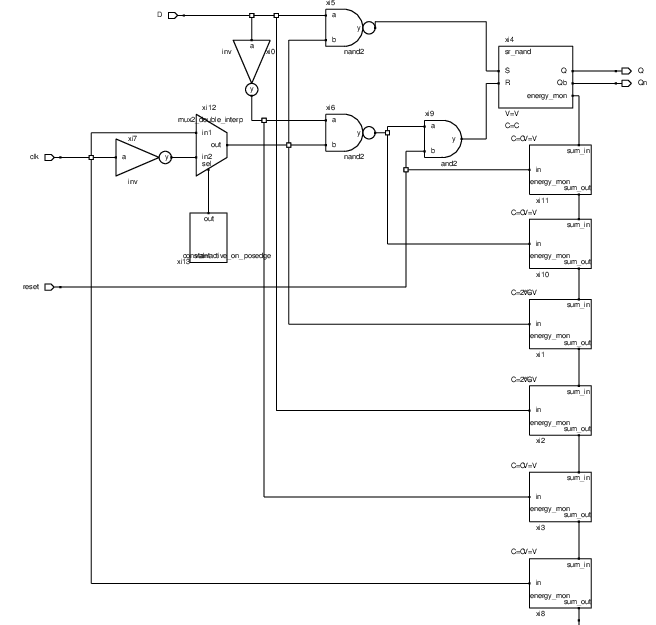 xi5
D
a
y
b
nand2
a
inv
xi0
y
xi4
sr_nand
S
Q
Q
R
Qb
Qn
energy_mon
V=V
C=C
xi12
mux2_double_interp
in1
out
in2
sel
xi7
clk
a
y
inv
xi6
a
y
b
nand2
xi9
a
y
b
and2
out
xi13
reset
sum_in
in
energy_mon
sum_out
xi11
sum_in
in
energy_mon
sum_out
xi10
sum_in
in
energy_mon
sum_out
xi1
sum_in
in
energy_mon
sum_out
xi2
sum_in
in
energy_mon
sum_out
xi3
sum_in
in
energy_mon
sum_out
xi8